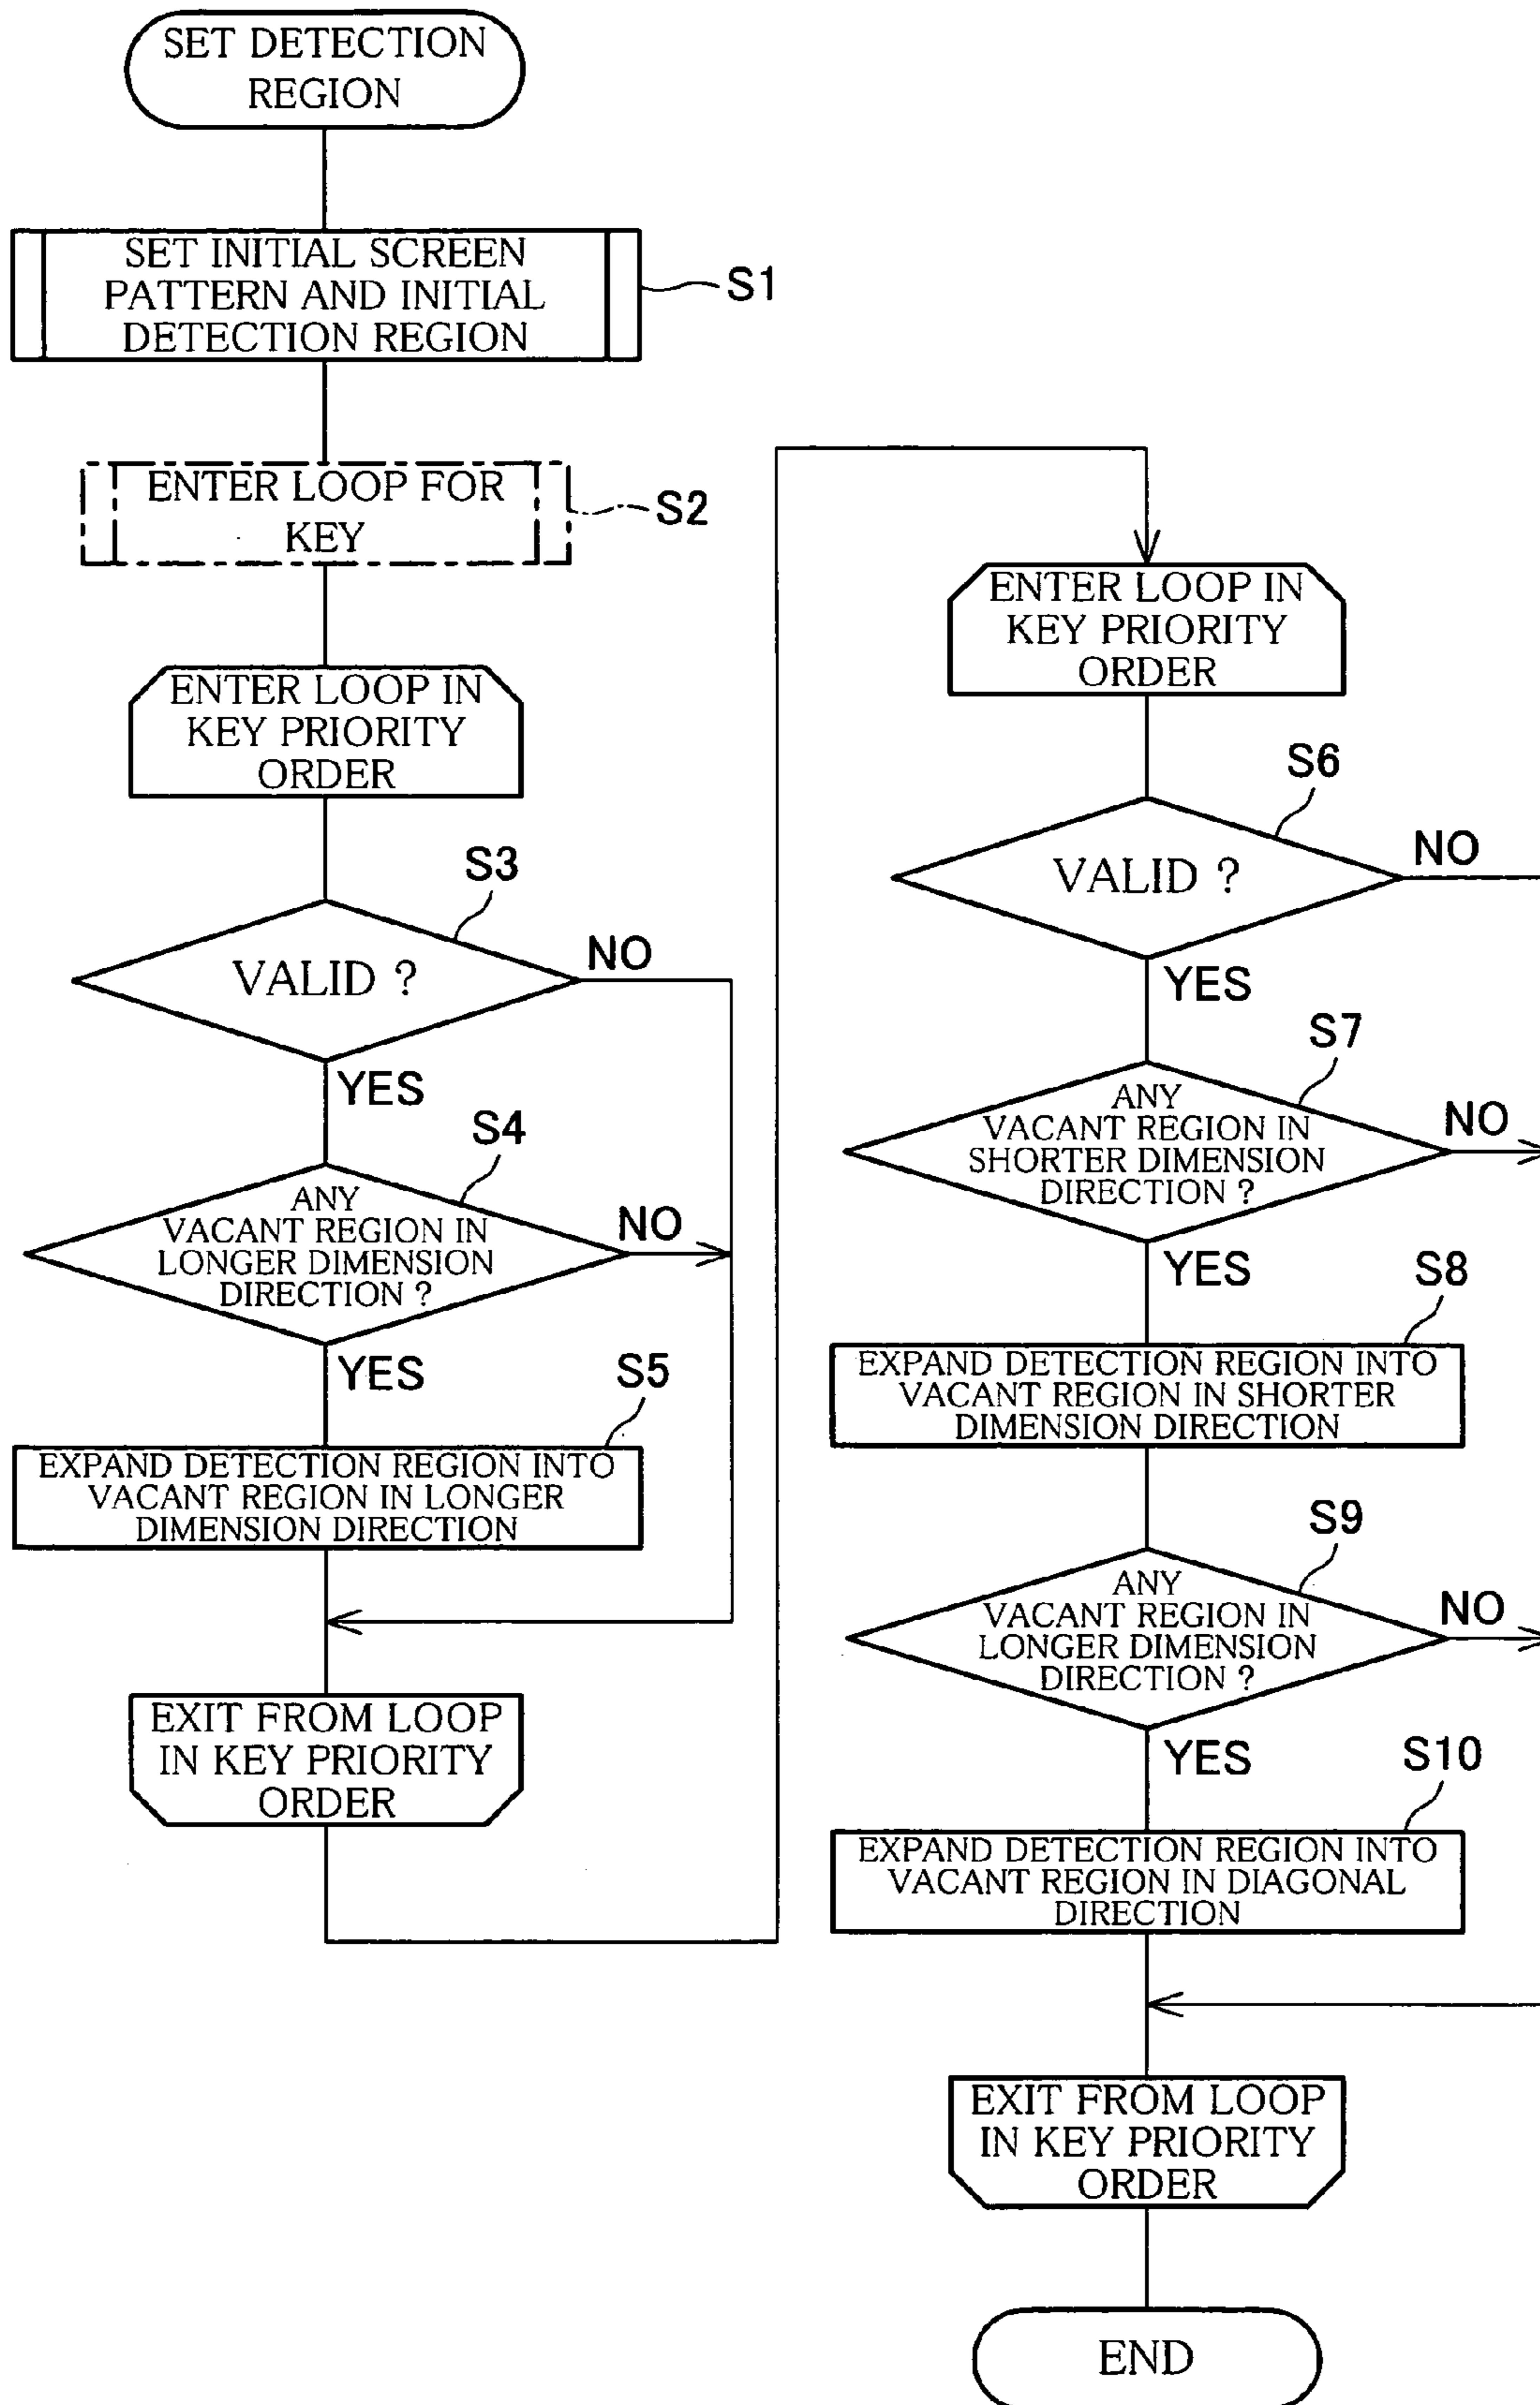 SET DETECTION
REGION
SET INITIAL SCREEN
PATTERN AND INITIAL
DETECTION REGION
S1
ENTER LOOP FOR
KEY
S2
ENTER LOOP IN
KEY PRIORITY
ORDER
S3
VALID ?
NO
YES
S4
ANY
VACANT REGION IN
LONGER DIMENSION
DIRECTION ?
NO
YES
S5
EXPAND DETECTION REGION INTO
VACANT REGION IN LONGER
DIMENSION DIRECTION
EXIT FROM LOOP
IN KEY PRIORITY
ORDER
ENTER LOOP IN
KEY PRIORITY
ORDER
S6
VALID ?
NO
YES
S7
ANY
VACANT REGION IN
SHORTER DIMENSION
DIRECTION ?
NO
YES
S8
EXPAND DETECTION REGION INTO
VACANT REGION IN SHORTER
DIMENSION DIRECTION
S9
ANY
VACANT REGION IN
LONGER DIMENSION
DIRECTION ?
NO
YES
S10
EXPAND DETECTION REGION INTO
VACANT REGION IN DIAGONAL
DIRECTION
EXIT FROM LOOP
IN KEY PRIORITY
ORDER
END